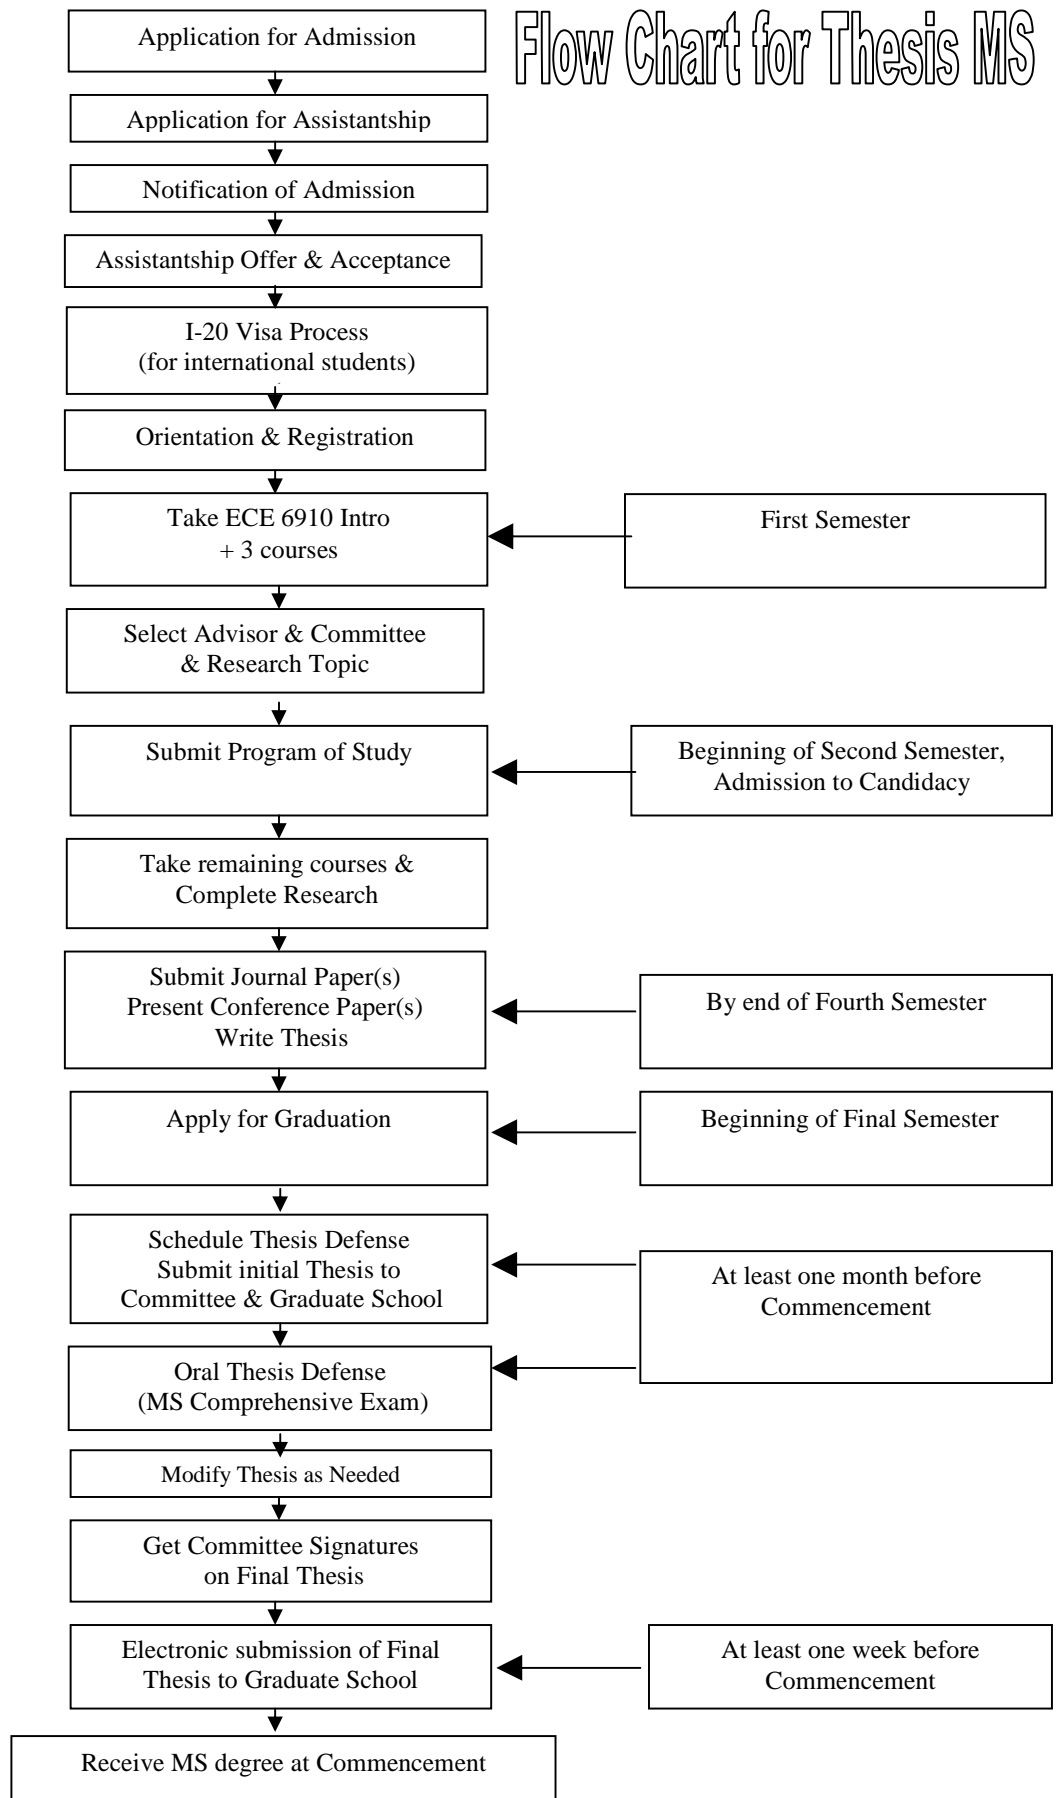 Flow Chart for Thesis MS
Application for Admission
Application for Assistantship
Notification of Admission
Assistantship Offer & Acceptance
I-20 Visa Process
(for international students)
Orientation & Registration
Take ECE 6910 Intro
+ 3 courses
First Semester
Select Advisor & Committee
& Research Topic
Submit Program of Study
Beginning of Second Semester,
Admission to Candidacy
Take remaining courses &
Complete Research
Submit Journal Paper(s)
Present Conference Paper(s)
Write Thesis
By end of Fourth Semester
Apply for Graduation
Beginning of Final Semester
Schedule Thesis Defense
Submit initial Thesis to
Committee & Graduate School
At least one month before
Commencement
Oral Thesis Defense
(MS Comprehensive Exam)
Modify Thesis as Needed
Get Committee Signatures
on Final Thesis
Electronic submission of Final
Thesis to Graduate School
At least one week before
Commencement
Receive MS degree at Commencement